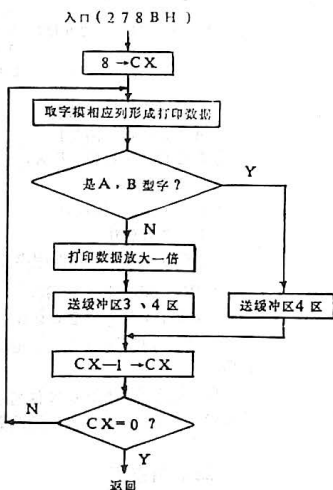 入口(278BH)
8→CX
取字模相应列形成打印数据
是A、B型字?
Y
N
打印数据放大一倍
送缓冲区3、4区
送缓冲区4区
CX—1→CX
N
CX=0?
Y
返回